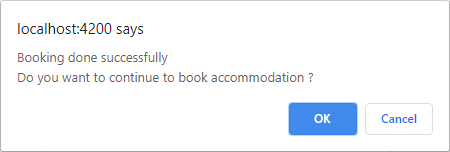 localhost:4200 says
Booking done successfully
Do you want to continue to book accommodation ?
OK Cancel